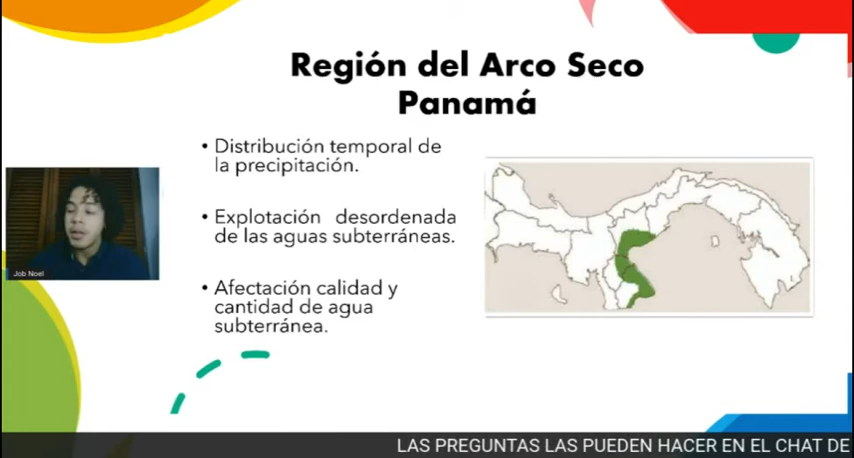 Región del Arco Seco
Panamá
• Distribución temporal de
la precipitación.
• Explotación desordenada
de las aguas subterráneas.
• Afectación calidad y
cantidad de agua
subterránea.
Job Noel
LAS PREGUNTAS LAS PUEDEN HACER EN EL CHAT DE